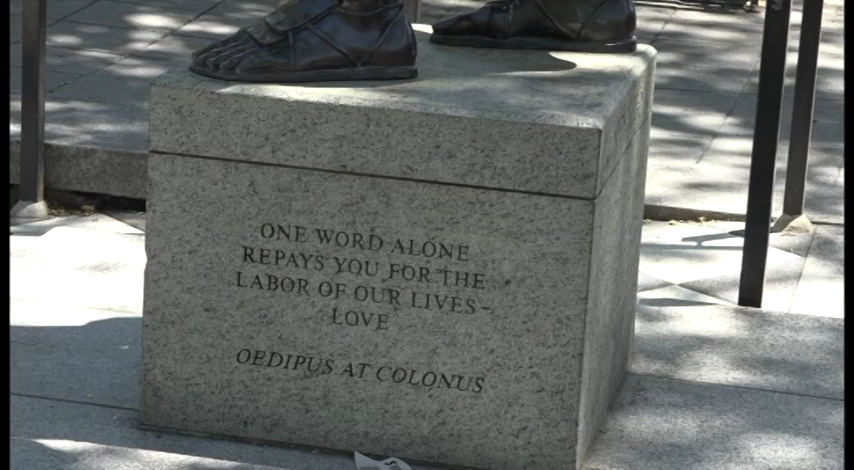 ONE WORD ALONE
REPAYS YOU FOR THE
LABOR OF OUR LIVES-
LOVE
OEDIPUS AT COLONUS